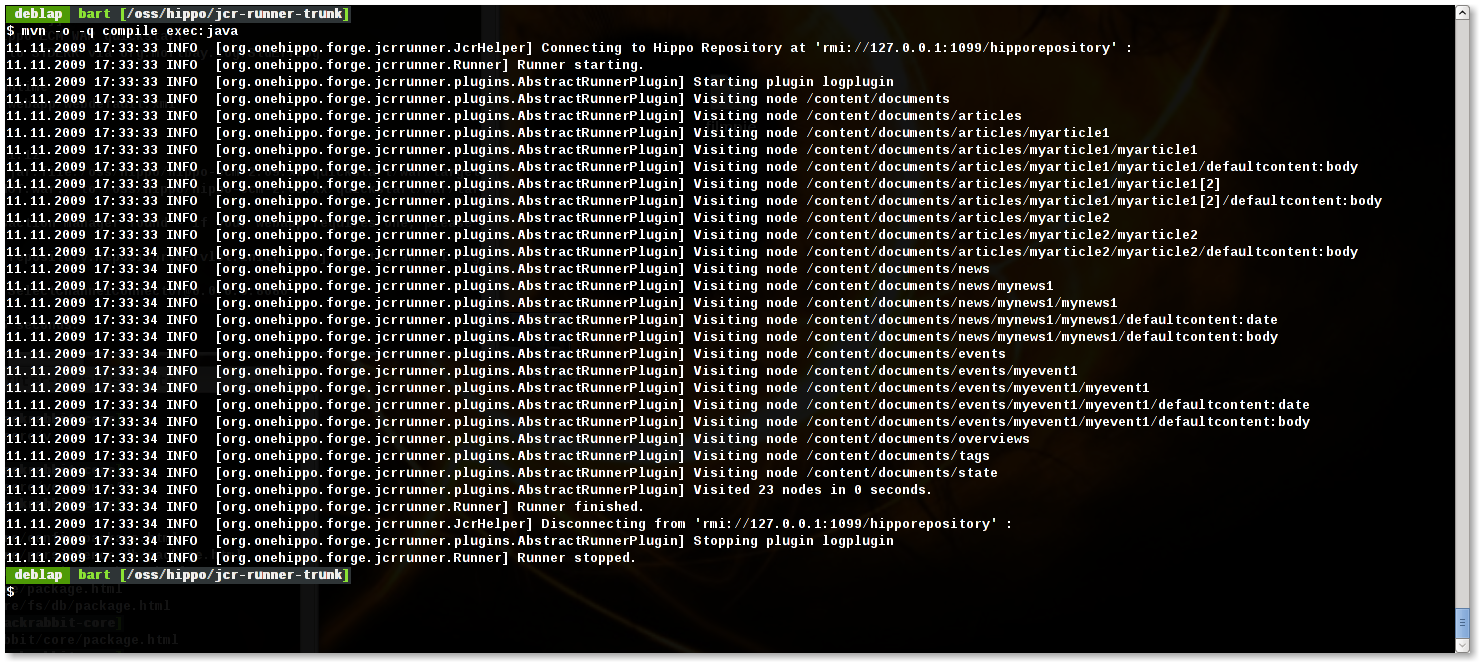 deblap bart [/oss/hippo/jcr-runner-trunk]
$ mvn -o -q compile exec:java
11.11.2009 17:33:33 INFO [org.onehippo.forge.jcrrunner.JcrHelper] Connecting to Hippo Repository at 'rmi://127.0.0.1:1099/hipporepository' :
11.11.2009 17:33:33 INFO [org.onehippo.forge.jcrrunner.Runner] Runner starting.
11.11.2009 17:33:33 INFO [org.onehippo.forge.jcrrunner.plugins.AbstractRunnerPlugin] Starting plugin logplugin
11.11.2009 17:33:33 INFO [org.onehippo.forge.jcrrunner.plugins.AbstractRunnerPlugin] Visiting node /content/documents
11.11.2009 17:33:33 INFO [org.onehippo.forge.jcrrunner.plugins.AbstractRunnerPlugin] Visiting node /content/documents/articles
11.11.2009 17:33:33 INFO [org.onehippo.forge.jcrrunner.plugins.AbstractRunnerPlugin] Visiting node /content/documents/articles/myarticle1
11.11.2009 17:33:33 INFO [org.onehippo.forge.jcrrunner.plugins.AbstractRunnerPlugin] Visiting node /content/documents/articles/myarticle1/myarticle1
11.11.2009 17:33:33 INFO [org.onehippo.forge.jcrrunner.plugins.AbstractRunnerPlugin] Visiting node /content/documents/articles/myarticle1/myarticle1/defaultcontent:body
11.11.2009 17:33:33 INFO [org.onehippo.forge.jcrrunner.plugins.AbstractRunnerPlugin] Visiting node /content/documents/articles/myarticle1/myarticle1[2]
11.11.2009 17:33:33 INFO [org.onehippo.forge.jcrrunner.plugins.AbstractRunnerPlugin] Visiting node /content/documents/articles/myarticle1/myarticle1[2]/defaultcontent:body
11.11.2009 17:33:33 INFO [org.onehippo.forge.jcrrunner.plugins.AbstractRunnerPlugin] Visiting node /content/documents/articles/myarticle2
11.11.2009 17:33:33 INFO [org.onehippo.forge.jcrrunner.plugins.AbstractRunnerPlugin] Visiting node /content/documents/articles/myarticle2/myarticle2
11.11.2009 17:33:34 INFO [org.onehippo.forge.jcrrunner.plugins.AbstractRunnerPlugin] Visiting node /content/documents/articles/myarticle2/myarticle2/defaultcontent:body
11.11.2009 17:33:34 INFO [org.onehippo.forge.jcrrunner.plugins.AbstractRunnerPlugin] Visiting node /content/documents/news
11.11.2009 17:33:34 INFO [org.onehippo.forge.jcrrunner.plugins.AbstractRunnerPlugin] Visiting node /content/documents/news/mynews1
11.11.2009 17:33:34 INFO [org.onehippo.forge.jcrrunner.plugins.AbstractRunnerPlugin] Visiting node /content/documents/news/mynews1/mynews1
11.11.2009 17:33:34 INFO [org.onehippo.forge.jcrrunner.plugins.AbstractRunnerPlugin] Visiting node /content/documents/news/mynews1/mynews1/defaultcontent:date
11.11.2009 17:33:34 INFO [org.onehippo.forge.jcrrunner.plugins.AbstractRunnerPlugin] Visiting node /content/documents/news/mynews1/mynews1/defaultcontent:body
11.11.2009 17:33:34 INFO [org.onehippo.forge.jcrrunner.plugins.AbstractRunnerPlugin] Visiting node /content/documents/events
11.11.2009 17:33:34 INFO [org.onehippo.forge.jcrrunner.plugins.AbstractRunnerPlugin] Visiting node /content/documents/events/myevent1
11.11.2009 17:33:34 INFO [org.onehippo.forge.jcrrunner.plugins.AbstractRunnerPlugin] Visiting node /content/documents/events/myevent1/myevent1
11.11.2009 17:33:34 INFO [org.onehippo.forge.jcrrunner.plugins.AbstractRunnerPlugin] Visiting node /content/documents/events/myevent1/myevent1/defaultcontent:date
11.11.2009 17:33:34 INFO [org.onehippo.forge.jcrrunner.plugins.AbstractRunnerPlugin] Visiting node /content/documents/events/myevent1/myevent1/defaultcontent:body
11.11.2009 17:33:34 INFO [org.onehippo.forge.jcrrunner.plugins.AbstractRunnerPlugin] Visiting node /content/documents/overviews
11.11.2009 17:33:34 INFO [org.onehippo.forge.jcrrunner.plugins.AbstractRunnerPlugin] Visiting node /content/documents/tags
11.11.2009 17:33:34 INFO [org.onehippo.forge.jcrrunner.plugins.AbstractRunnerPlugin] Visiting node /content/documents/state
11.11.2009 17:33:34 INFO [org.onehippo.forge.jcrrunner.plugins.AbstractRunnerPlugin] Visited 23 nodes in 0 seconds.
11.11.2009 17:33:34 INFO [org.onehippo.forge.jcrrunner.Runner] Runner finished.
11.11.2009 17:33:34 INFO [org.onehippo.forge.jcrrunner.JcrHelper] Disconnecting from 'rmi://127.0.0.1:1099/hipporepository' :
11.11.2009 17:33:34 INFO [org.onehippo.forge.jcrrunner.plugins.AbstractRunnerPlugin] Stopping plugin logplugin
11.11.2009 17:33:34 INFO [org.onehippo.forge.jcrrunner.Runner] Runner stopped.
deblap bart [/oss/hippo/jcr-runner-trunk]
$
e/package.html
re/fs/db/package.html
ackrabbit-core]
bbit/core/package.html